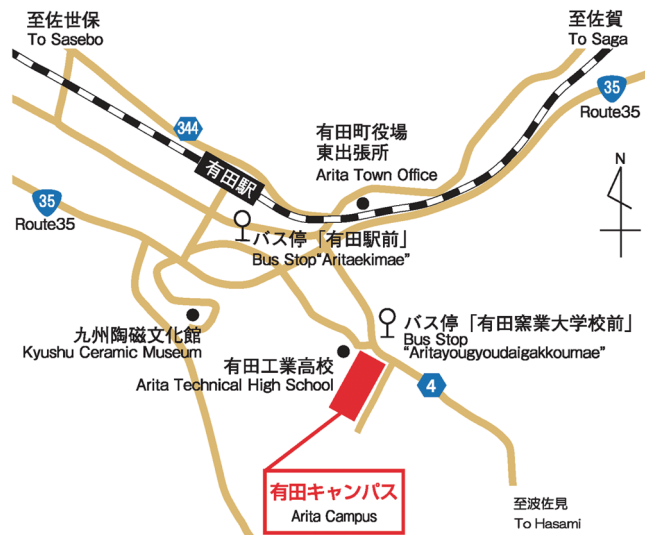 至佐世保
To Sasebo
至佐賀
To Saga
35
Route35
344
有田町役場
東出張所
Arita Town Office
有田駅
N
35
Route35
バス停「有田駅前」
Bus Stop"Aritaekimae"
九州陶磁文化館
Kyushu Ceramic Museum
バス停「有田窯業大学校前」
Bus Stop
"Aritayougyoudaigakkoumae"
有田工業高校
Arita Technical High School
4
有田キャンパス
Arita Campus
至波佐見
To Hasami